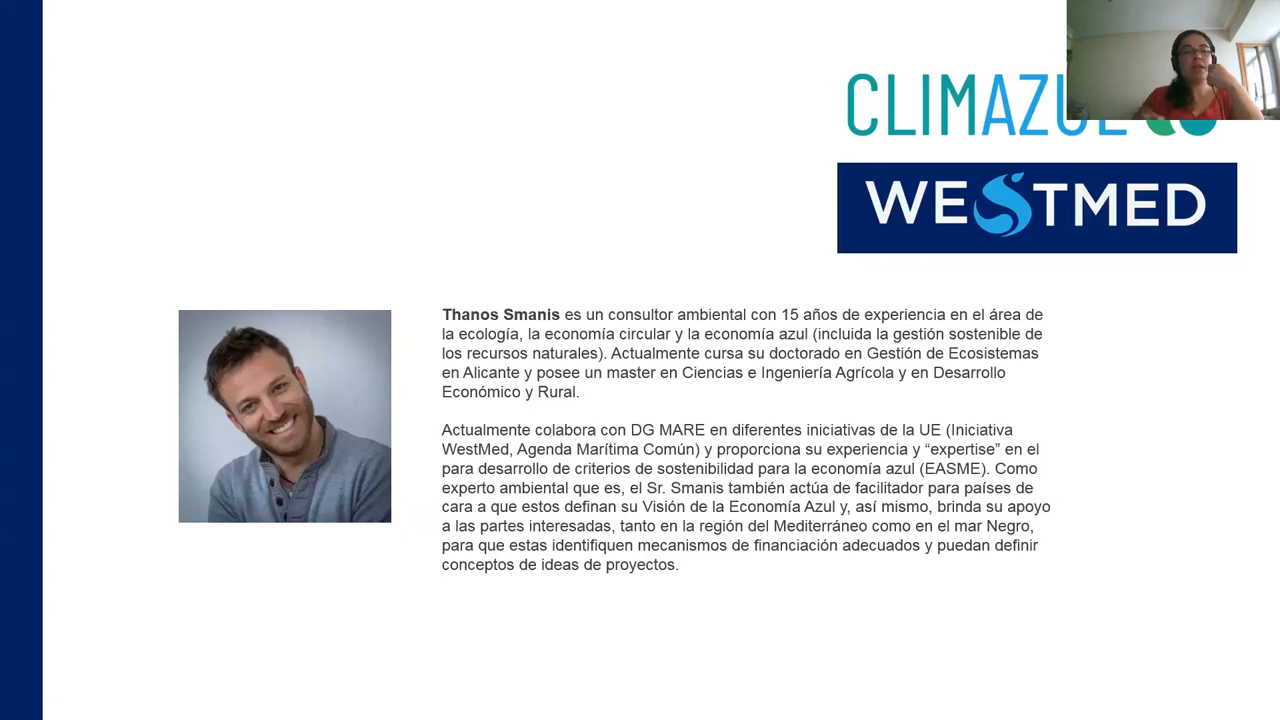 CLIMAZUL
WESTMED
Thanos Smanis es un consultor ambiental con 15 años de experiencia en el área de
la ecología, la economía circular y la economía azul (incluida la gestión sostenible de
los recursos naturales). Actualmente cursa su doctorado en Gestión de Ecosistemas
en Alicante y posee un master en Ciencias e Ingeniería Agrícola y en Desarrollo
Económico y Rural.
Actualmente colabora con DG MARE en diferentes iniciativas de la UE (Iniciativa
WestMed, Agenda Marítima Común) y proporciona su experiencia y “expertise” en el
para desarrollo de criterios de sostenibilidad para la economía azul (EASME). Como
experto ambiental que es, el Sr. Smanis también actúa de facilitador para países de
cara a que estos definan su Visión de la Economía Azul y, así mismo, brinda su apoyo
a las partes interesadas, tanto en la región del Mediterráneo como en el mar Negro,
para que estas identifiquen mecanismos de financiación adecuados y puedan definir
conceptos de ideas de proyectos.